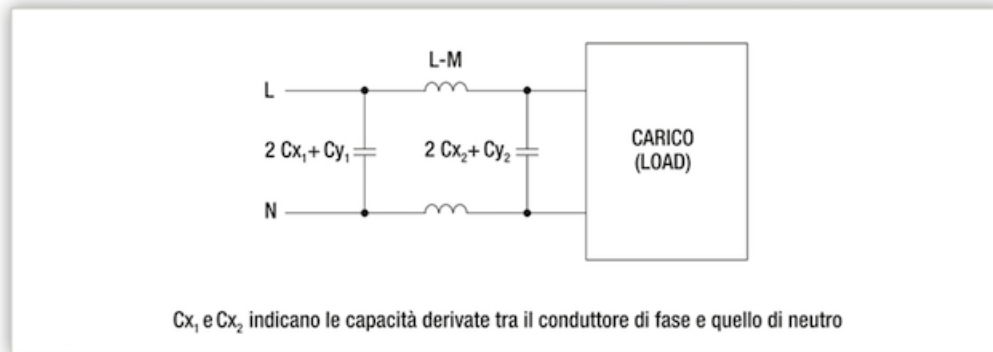 L-M
L
2 Cx₁+ Cy₁
2 Cx₂+ Cy₂
CARICO
(LOAD)
N
Cx₁ e Cx₂ indicano le capacità derivate tra il conduttore di fase e quello di neutro